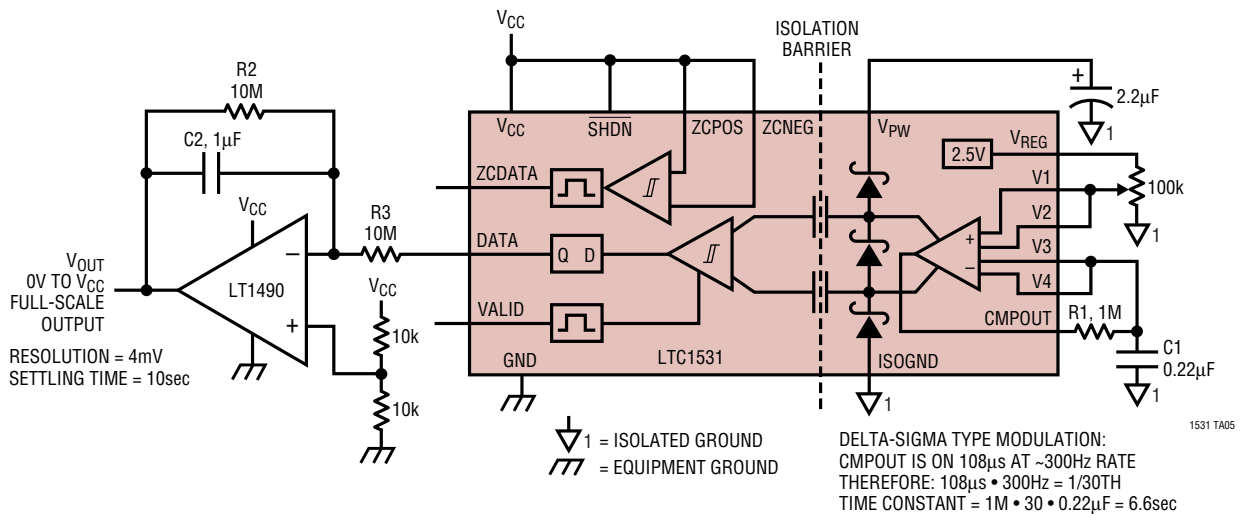 VCC
ISOLATION
BARRIER
R2
10M
C2, 1µF
+
2.2µF
1
VCC
SHDN
ZCPOS
ZCNEG
VPW
2.5V
VREG
ZCDATA
V1
100k
V2
1
VCC
R3
10M
DATA
Q D
+
−
V3
V4
VOUT
0V TO VCC
FULL-SCALE
OUTPUT
−
LT1490
+
VCC
VALID
CMPOUT
R1, 1M
10k
RESOLUTION = 4mV
SETTLING TIME = 10sec
GND
LTC1531
ISOGND
C1
0.22µF
10k
1
1
1 = ISOLATED GROUND
= EQUIPMENT GROUND
1531 TA05
DELTA-SIGMA TYPE MODULATION:
CMPOUT IS ON 108µs AT ~300Hz RATE
THEREFORE: 108µs • 300Hz = 1/30TH
TIME CONSTANT = 1M • 30 • 0.22µF = 6.6sec